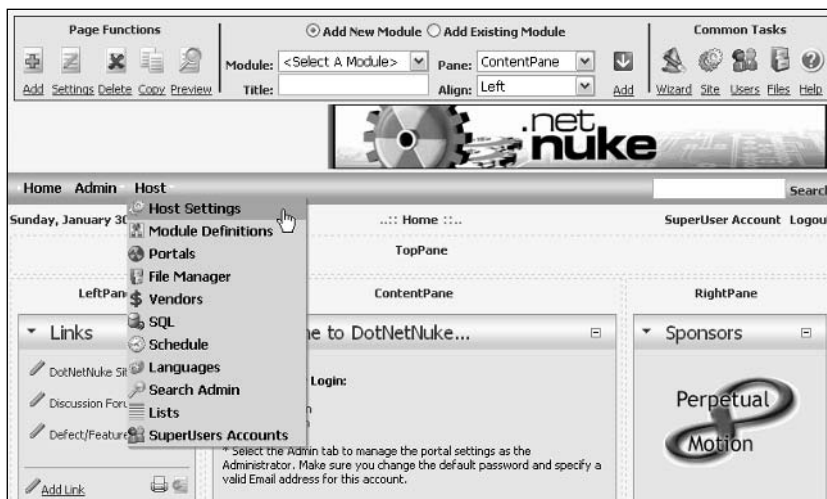 Page Functions
Add New Module Add Existing Module
Common Tasks
Module: <Select A Module> Pane: ContentPane
Title: Align: Left
Add Settings Delete Copy Preview
Add
Wizard Site Users Files Help
.net
nuke
Home Admin Host
Search
Sunday, January 30
..:: Home ::..
SuperUser Account Logou
Host Settings
Module Definitions
Portals
File Manager
Vendors
SQL
Schedule
Languages
Search Admin
Lists
SuperUsers Accounts
TopPane
LeftPan
ContentPane
RightPane
Links
DotNetNuke Sit
Discussion Foru
Defect/Feature
Add Link
e to DotNetNuke...
Login:
* Select the Admin tab to manage the portal settings as the
Administrator. Make sure you change the default password and specify a
valid Email address for this account.
Sponsors
Perpetual
Motion